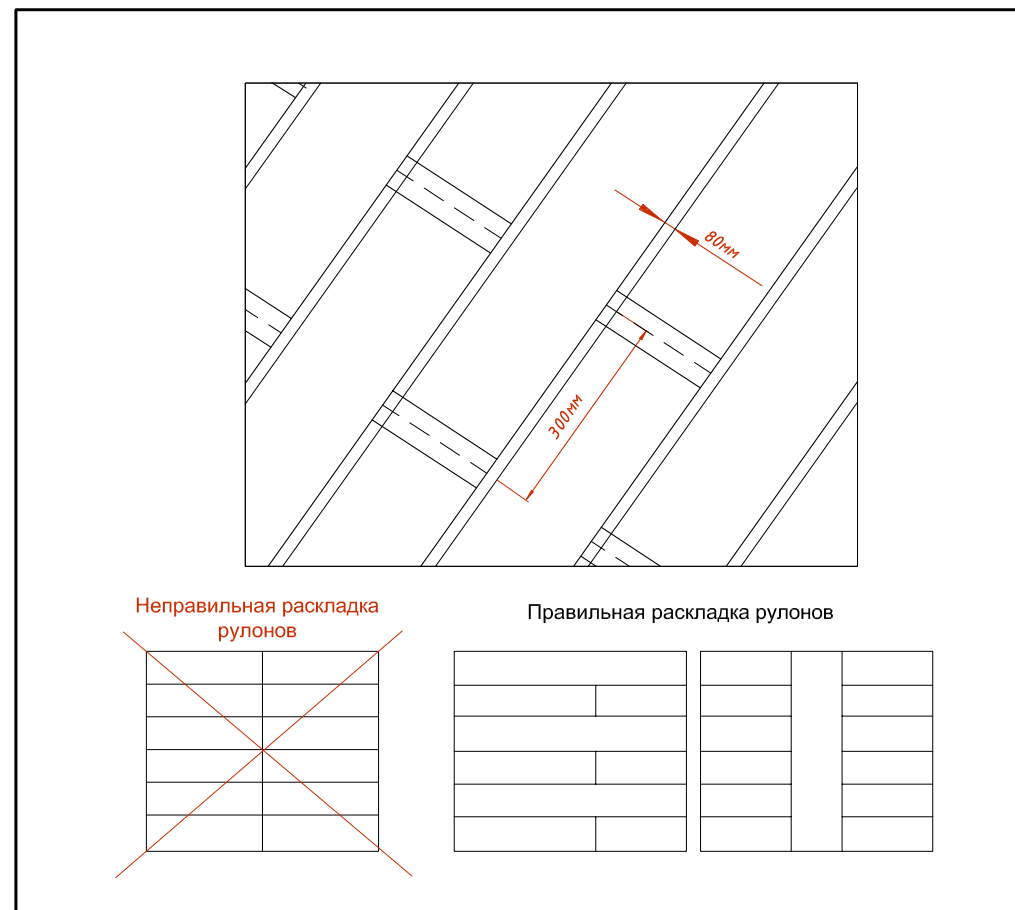 80мм
300мм
Неправильная раскладка
рулонов
Правильная раскладка рулонов